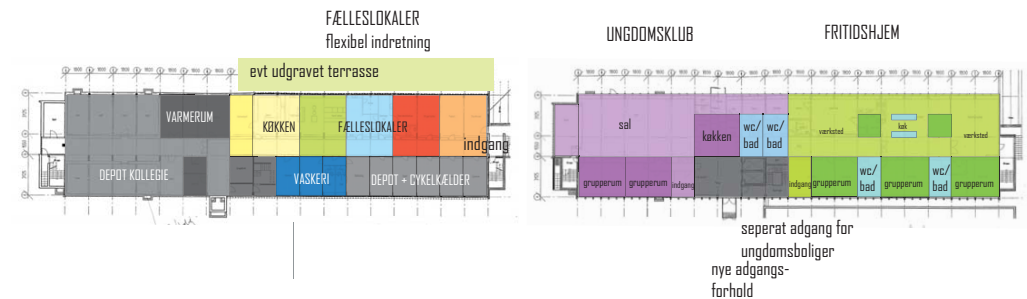 FÆLLESLOKALER
flexibel indretning
evt udgravet terrasse
VARMERUM
KØKKEN
FÆLLESLOKALER
indgang
DEPOT KOLLEGIE
VASKERI
DEPOT + CYKELKÆLDER
UNGDOMSKLUB
FRITIDSHJEM
sal
køkken
wc/
bad
wc/
bad
værksted
køk
værksted
grupperum
grupperum
indgang
indgang
grupperum
wc/
bad
grupperum
wc/
bad
grupperum
seperat adgang for
ungdomsboliger
nye adgangs-
forhold